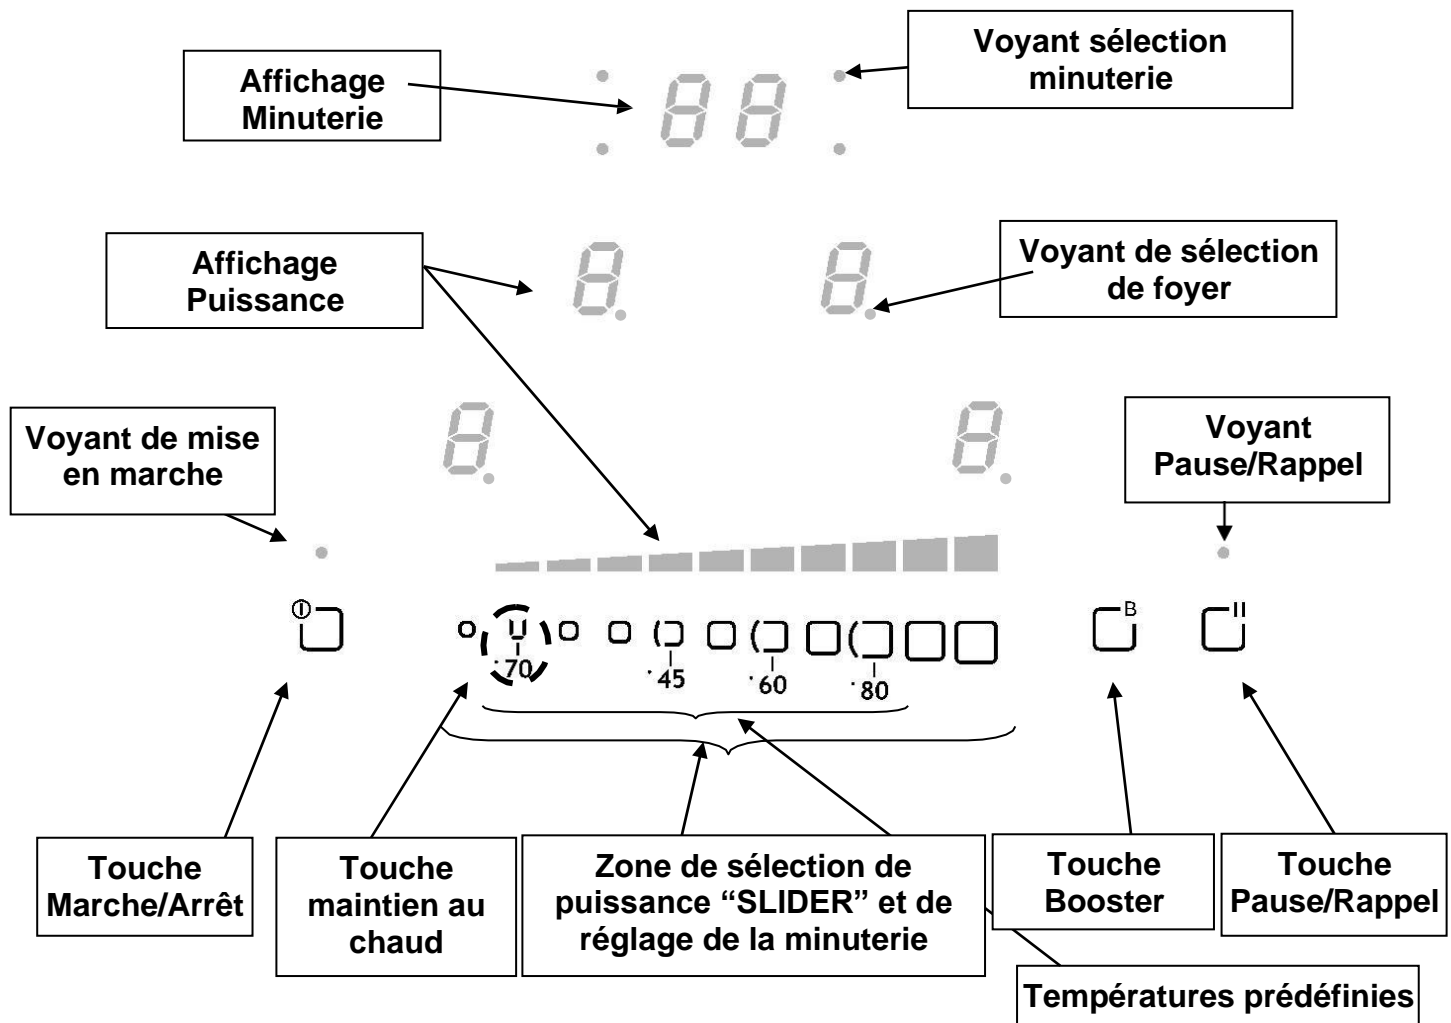 Affichage
Minuterie
Voyant sélection
minuterie
Affichage
Puissance
Voyant de sélection
de foyer
Voyant de mise
en marche
Voyant
Pause/Rappel
B
II
U
70
45
60
80
Touche
Marche/Arrêt
Touche
maintien au
chaud
Zone de sélection de
puissance “SLIDER” et de
réglage de la minuterie
Touche
Booster
Touche
Pause/Rappel
Températures prédéfinies